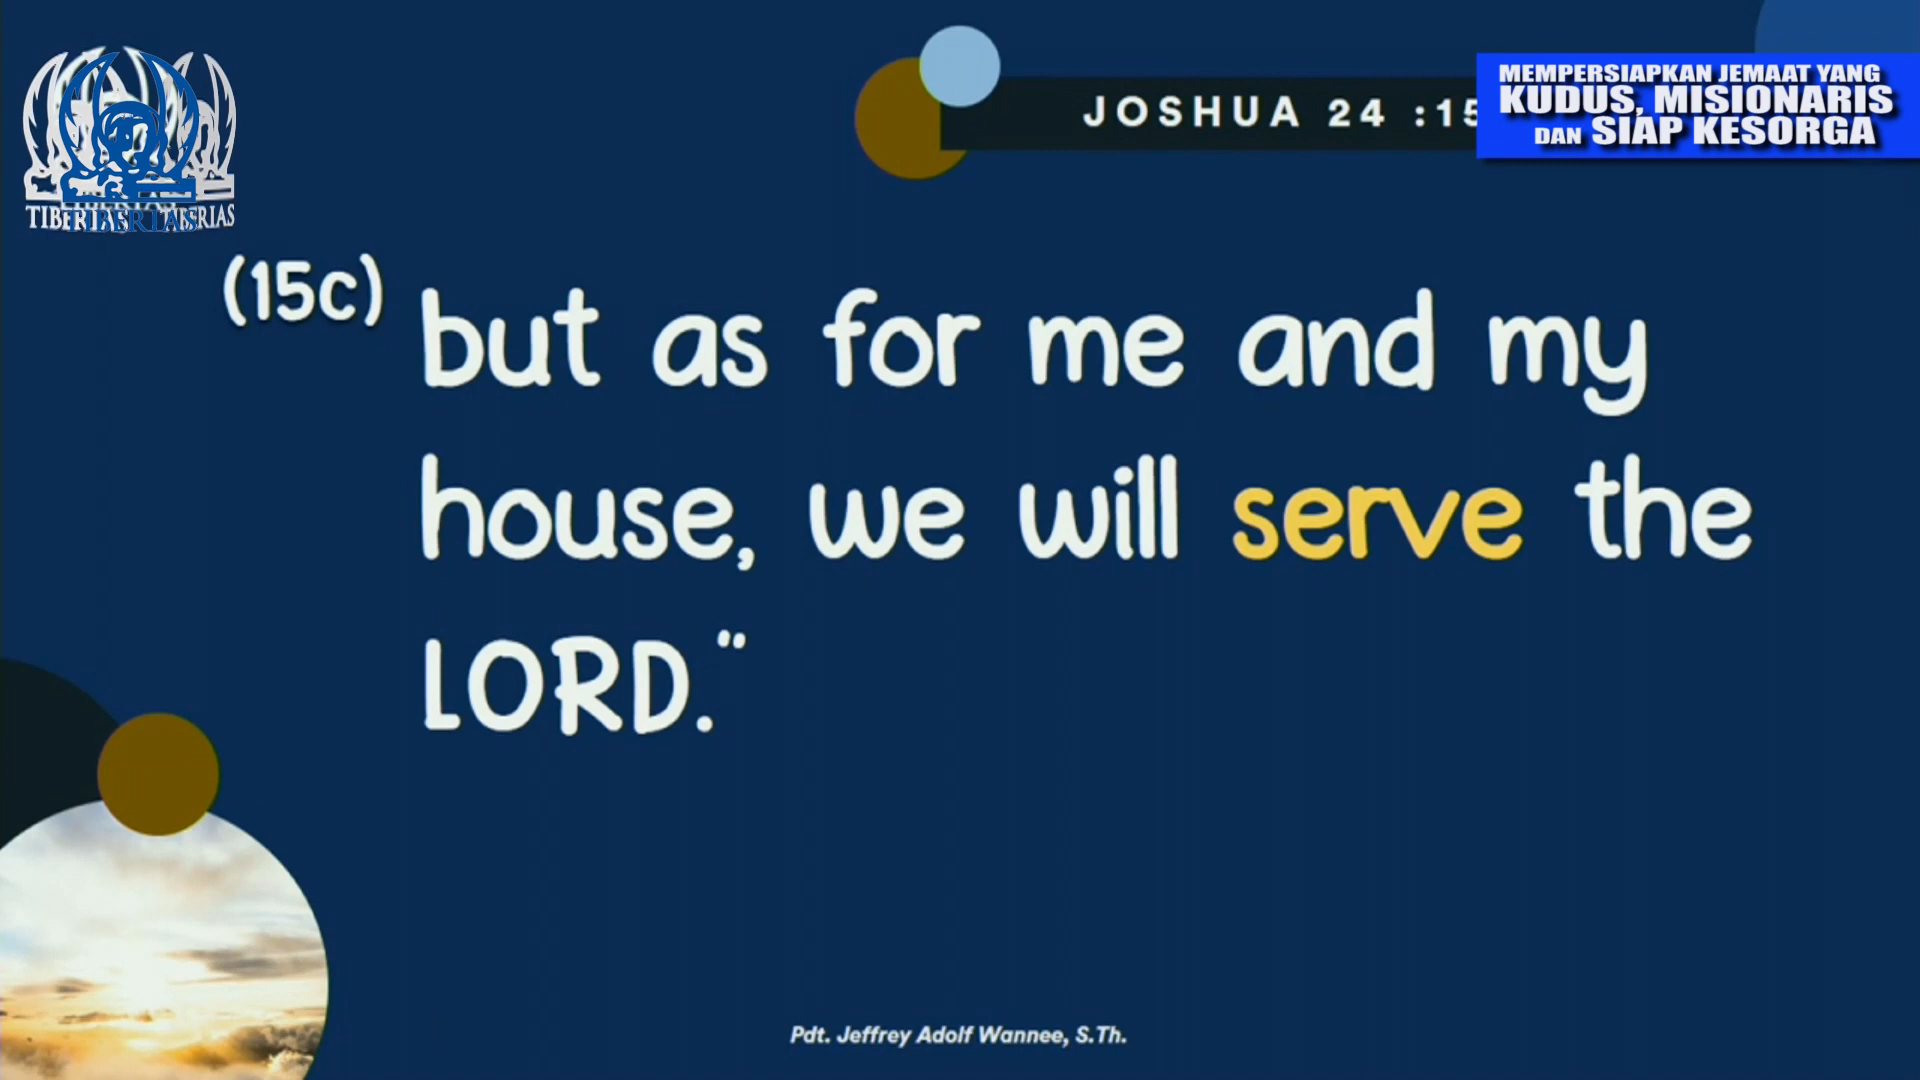 TIBERIAS
JOSHUA 24 :15
MEMPERSIAPKAN JEMAAT YANG
KUDUS, MISIONARIS
DAN SIAP KESORGA
(15c) but as for me and my
house, we will serve the
LORD."
Pdt. Jeffrey Adolf Wannee, S.Th.